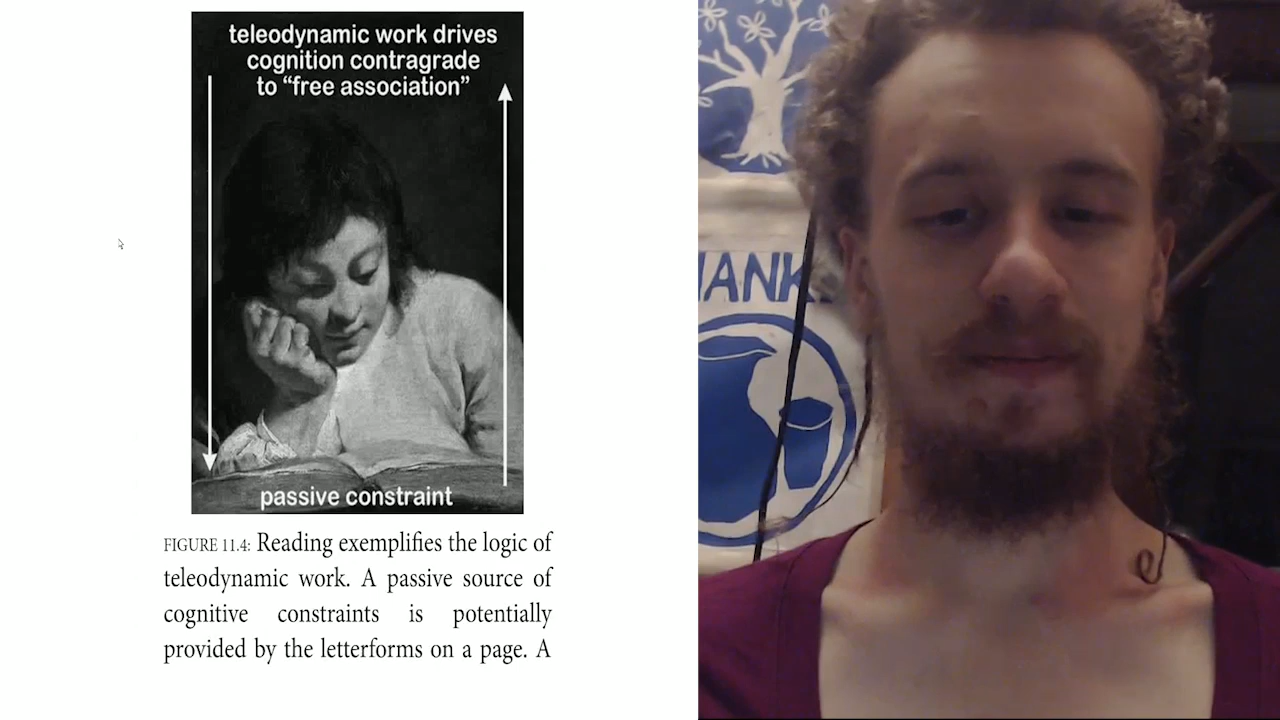 teleodynamic work drives
cognition contragrade
to “free association”
passive constraint
FIGURE 11.4: Reading exemplifies the logic of
teleodynamic work. A passive source of
cognitive constraints is potentially
provided by the letterforms on a page. A